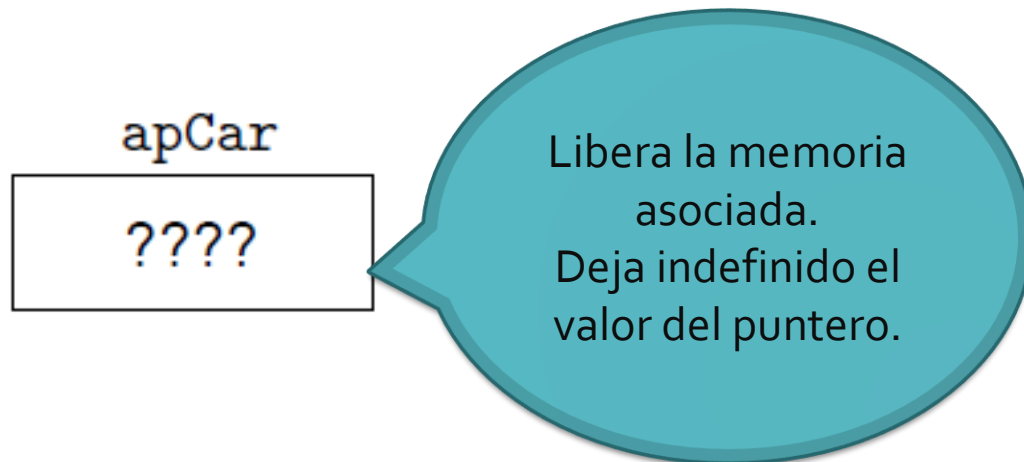 apCar
????
Libera la memoria
asociada.
Deja indefinido el
valor del puntero.